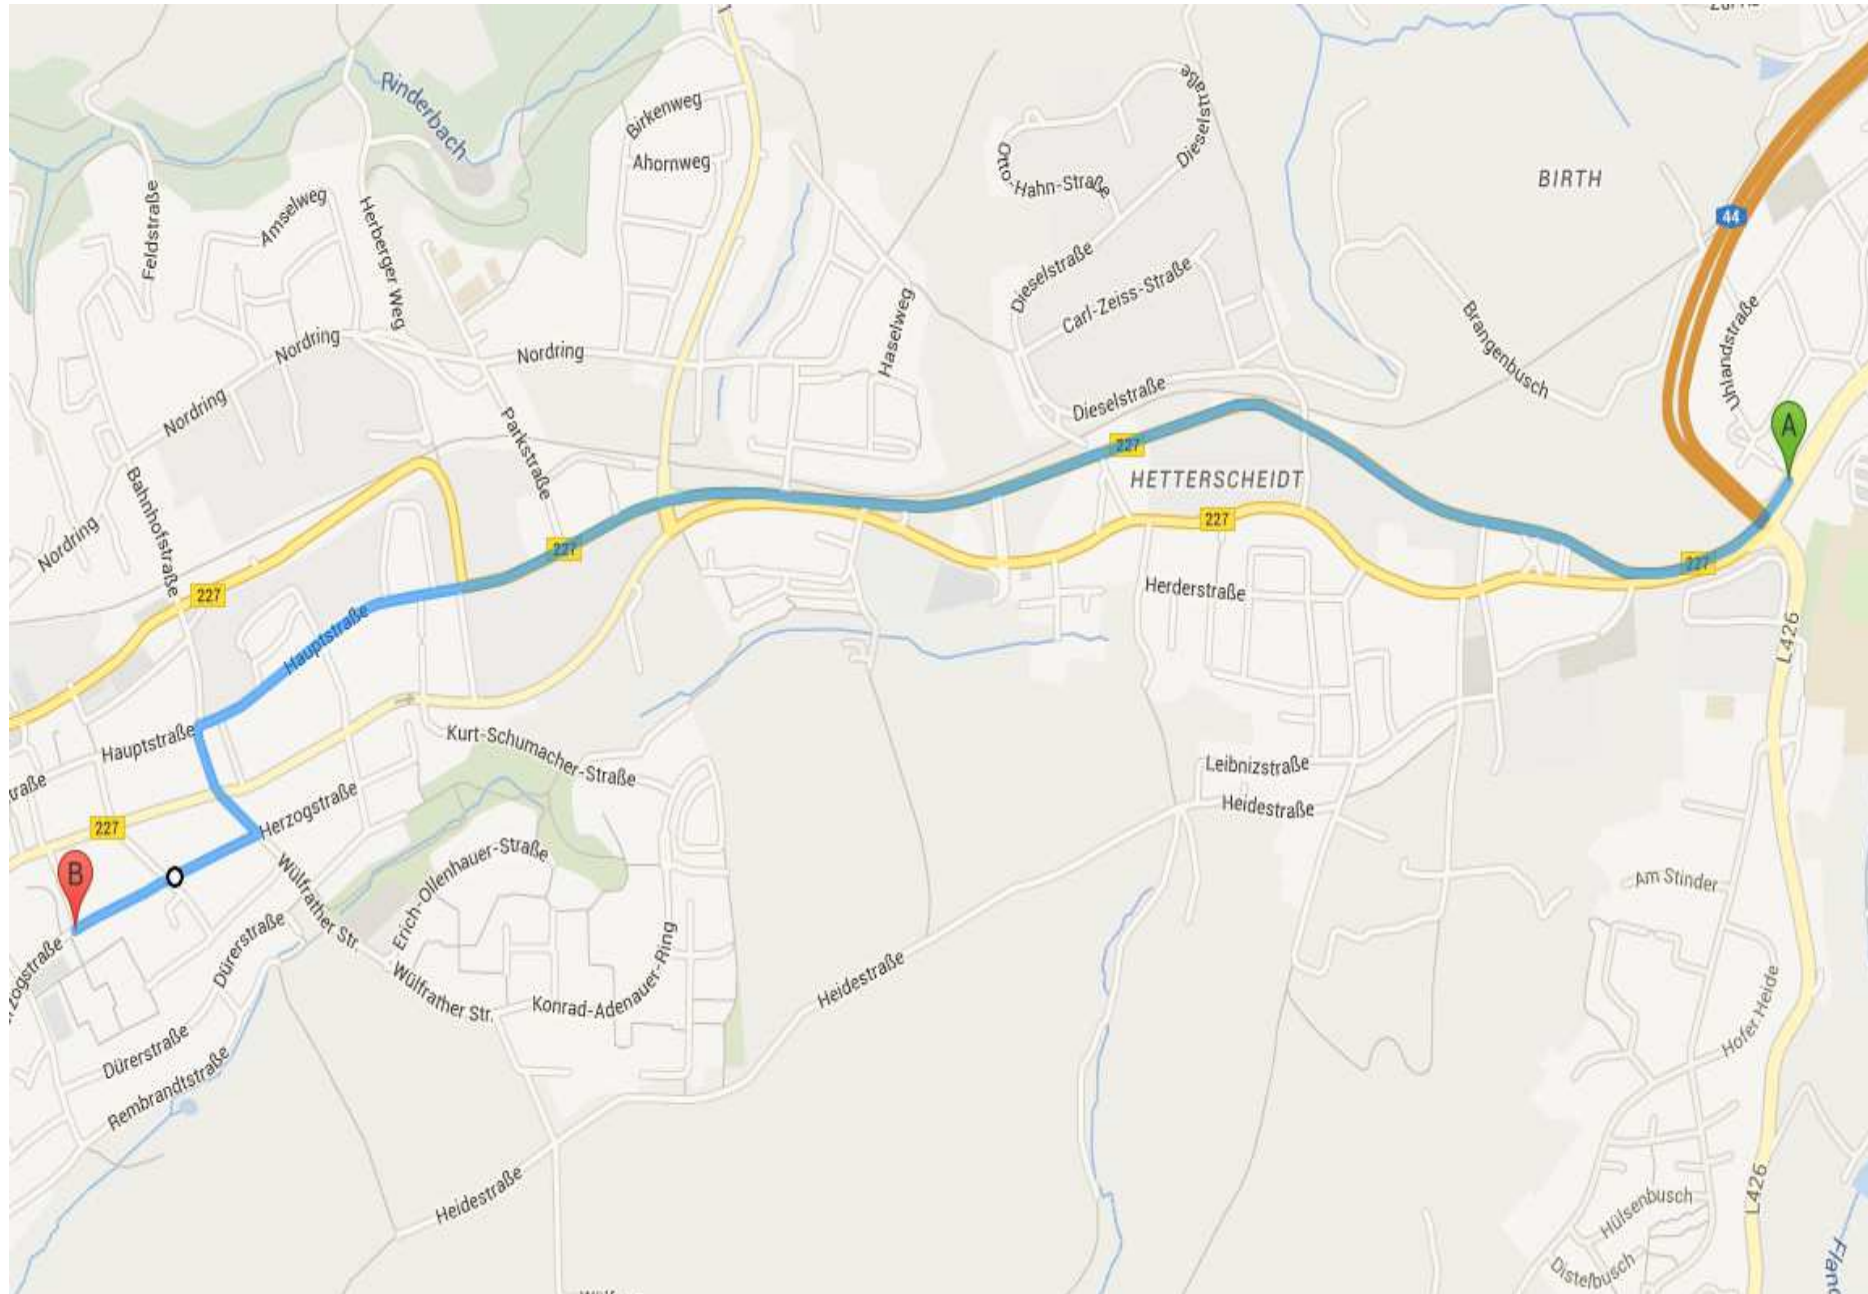 Rinderbach
Birkenweg
Ahornweg
Dieselstraße
Dieselstraße
Otto-Hahn-Straße
BIRTH
44
Feldstraße
Amselweg
Herberger Weg
Dieselstraße
Carl-Zeiss-Straße
Haselweg
Brangenbusch
Uhlandstraße
Nordring
Nordring
Nordring
Dieselstraße
A
Parkstraße
227
HETTERSCHEIDT
Bahnhofstraße
Nordring
227
227
227
227
Herderstraße
Hauptstraße
L426
Hauptstraße
Kurt-Schumacher-Straße
Leibnizstraße
Heidestraße
Herzogstraße
227
B
Erich-Ollenhauer-Straße
Wülfrather Str.
Am Stinder
Dürerstraße
Konrad-Adenauer-Ring
Heidestraße
Wülfrather Str.
Hofer Heide
Dürerstraße
Rembrandtstraße
Heidestraße
L426
Hülsenbusch
Distelbusch